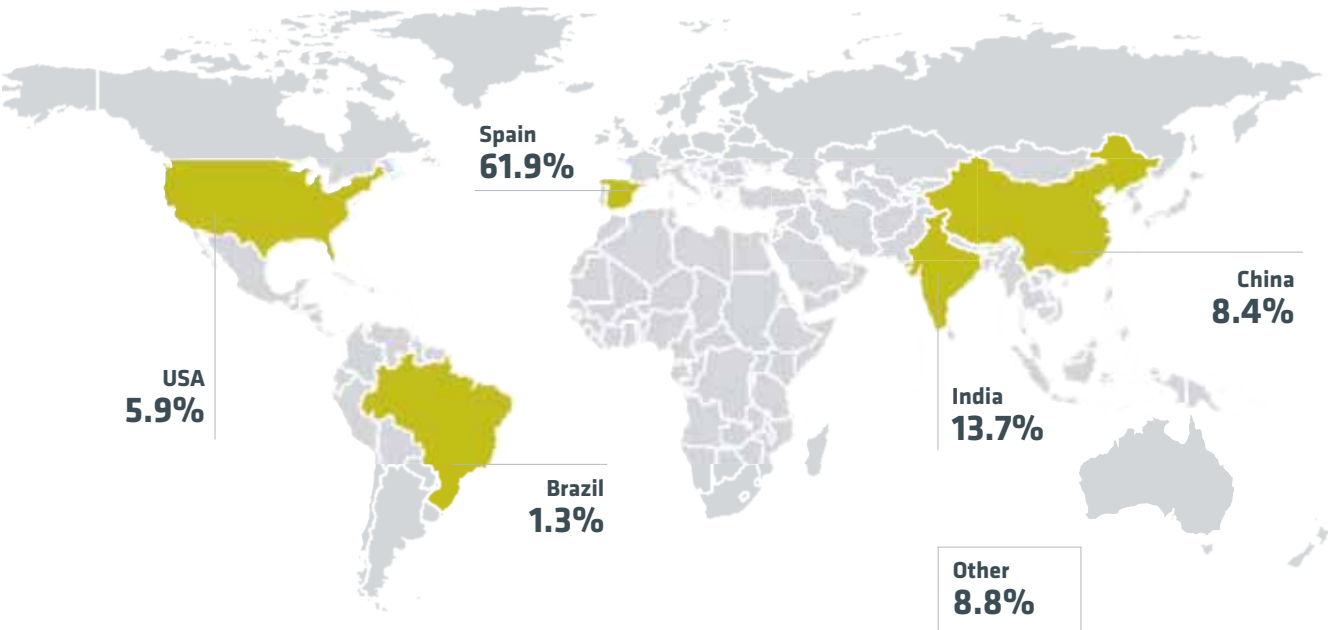 Spain
61.9%
China
8.4%
USA
5.9%
India
13.7%
Brazil
1.3%
Other
8.8%